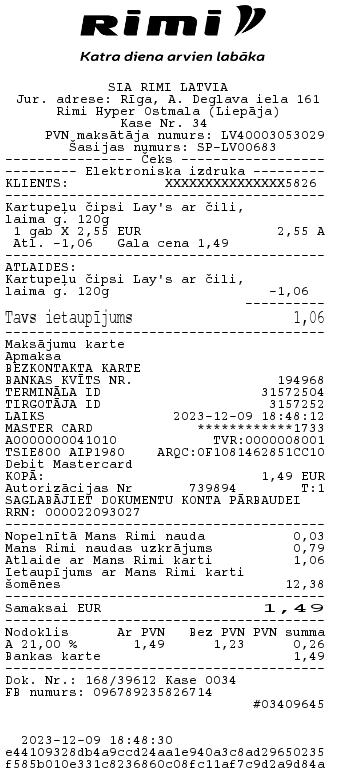 Rimi
Katra diena arvien labāka
SIA RIMI LATVIA
Jur. adrese: Rīga, A. Deglava iela 161
Rimi Hyper Ostmala (Liepāja)
Kase Nr. 34
PVN maksātāja numurs: LV40003053029
Šasijas numurs: SP-LV00683
---------------- Čeks -----------------
---------- Elektroniska izdruka ---------
KLIENTS: XXXXXXXXXXXXXXX5826
Kartupeļu čipsi Lay's ar čili,
laima g. 120g
1 gab X 2,55 EUR 2,55 A
Atl. -1,06 Gala cena 1,49
ATLAIDES:
Kartupeļu čipsi Lay's ar čili,
laima g. 120g -1,06
Tavs ietaupījums 1,06
Maksājumu karte
Apmaksa
BEZKONTAKTA KARTE
BANKAS KVĪTS NR. 194968
TERMINĀLA ID 31572504
TIRGOTĀJA ID 3157252
LAIKS 2023-12-09 18:48:12
MASTER CARD ************1733
A0000000041010 TVR:0000008001
TSIE800 AIP1980 ARQC:0F1081462851CC10
Debit Mastercard
KOPĀ: 1,49 EUR
Autorizācijas Nr 739894 T:1
SAGLABĀJIET DOKUMENTU KONTA PĀRBAUDEI
RRN: 000022093027
Nopelnītā Mans Rimi nauda 0,03
Mans Rimi naudas uzkrājums 0,79
Atlaide ar Mans Rimi karti 1,06
Ietaupījums ar Mans Rimi karti
šomēnes 12,38
Samaksai EUR 1,49
Nodoklis Ar PVN Bez PVN PVN summa
A 21,00 % 1,49 1,23 0,26
Bankas karte 1,49
Dok. Nr.: 168/39612 Kase 0034
FB numurs: 096789235826714
#03409645
2023-12-09 18:48:30
e44109328db4a9ccd24aa1e940a3c8ad29650235
f585b010e331c8236860c08fc11af7c9d2a9d84a